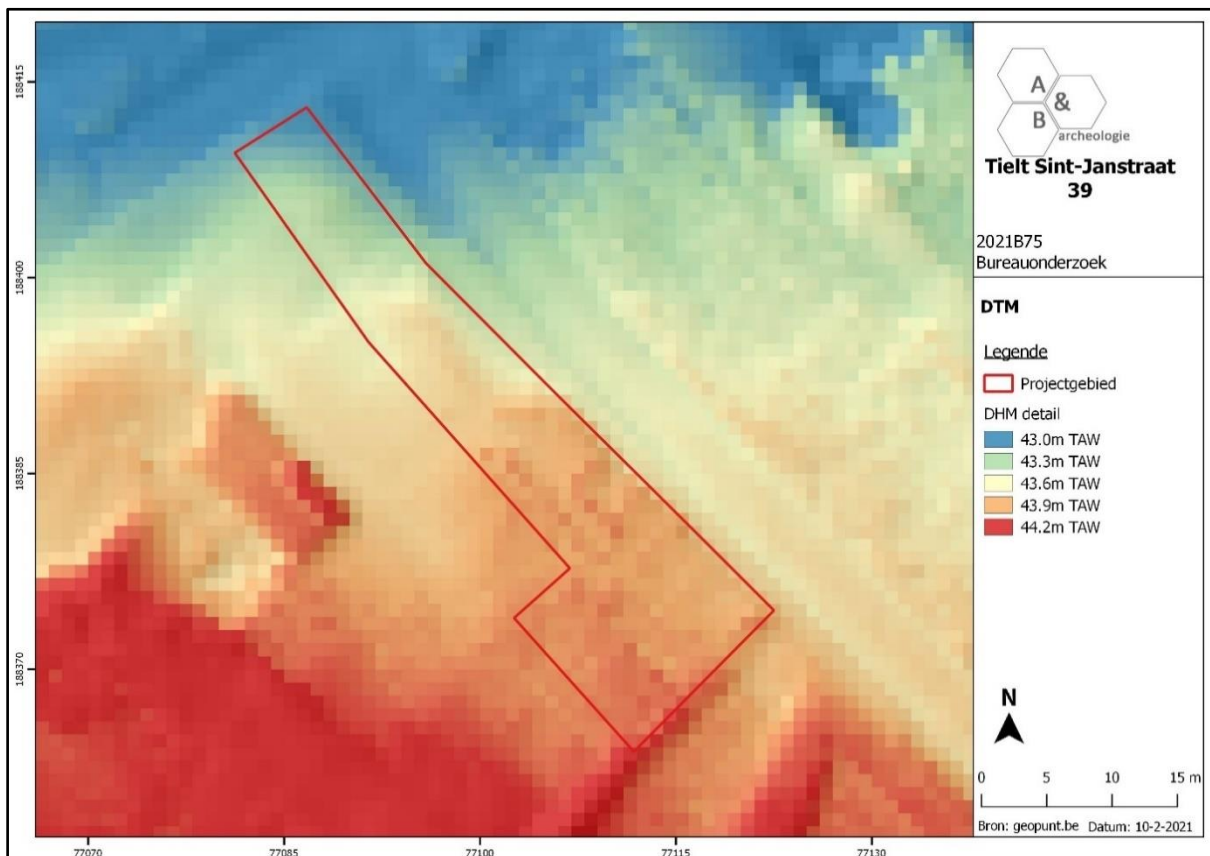 188415
188400
188385
188370
77070
77085
77100
77115
77130
A
&
B
archeologie
Tielt Sint-Janstraat
39
2021B75
Bureauonderzoek
DTM
Legende
Projectgebied
DHM detail
43.0m TAW
43.3m TAW
43.6m TAW
43.9m TAW
44.2m TAW
N
0 5 10 15 m
Bron: geopunt.be Datum: 10-2-2021